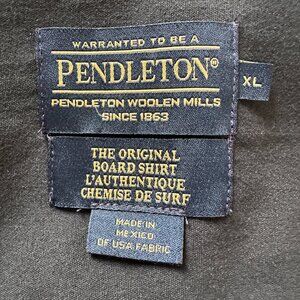 WARRANTED TO BE A
PENDLETON®
PENDLETON WOOLEN MILLS
SINCE 1863
XL
THE ORIGINAL
BOARD SHIRT
L'AUTHENTIQUE
CHEMISE DE SURF
MADE IN
MEXICO
OF USA FABRIC